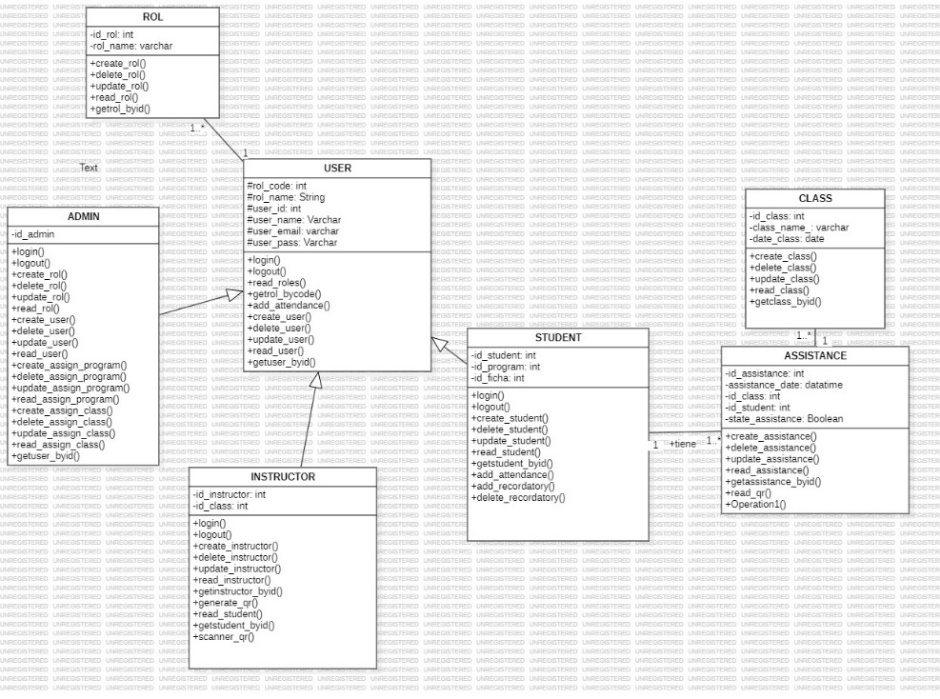 ROL
-id_rol: int
-rol_name: varchar
+create_rol()
+delete_rol()
+update_rol()
+read_rol()
+getrol_byid()
1..*
1
Text
USER
#rol_code: int
#rol_name: String
#user_id: int
#user_name: Varchar
#user_email: varchar
#user_pass: Varchar
+login()
+logout()
+read_roles()
+getrol_bycode()
+add_attendance()
+create_user()
+delete_user()
+update_user()
+read_user()
+getuser_byid()
ADMIN
-id_admin
+login()
+logout()
+create_rol()
+delete_rol()
+update_rol()
+read_rol()
+create_user()
+delete_user()
+update_user()
+read_user()
+create_assign_program()
+delete_assign_program()
+update_assign_program()
+read_assign_program()
+create_assign_class()
+delete_assign_class()
+update_assign_class()
+read_assign_class()
+getuser_byid()
CLASS
-id_class: int
-class_name_: varchar
-date_class: date
+create_class()
+delete_class()
+update_class()
+read_class()
+getclass_byid()
1..*
1
STUDENT
-id_student: int
-id_program: int
-id_ficha: int
+login()
+logout()
+create_student()
+delete_student()
+update_student()
+read_student()
+getstudent_byid()
+add_attendance()
+add_recordatory()
+delete_recordatory()
1
+tiene
1..*
ASSISTANCE
-id_assistance: int
-assistance_date: datatime
-id_class: int
-id_student: int
-state_assistance: Boolean
+create_assistance()
+delete_assistance()
+update_assistance()
+read_assistance()
+getassistance_byid()
+read_qr()
+Operation1()
INSTRUCTOR
-id_instructor: int
-id_class: int
+login()
+logout()
+create_instructor()
+delete_instructor()
+update_instructor()
+read_instructor()
+getinstructor_byid()
+generate_qr()
+read_student()
+getstudent_byid()
+scanner_qr()
UNREGISTERED